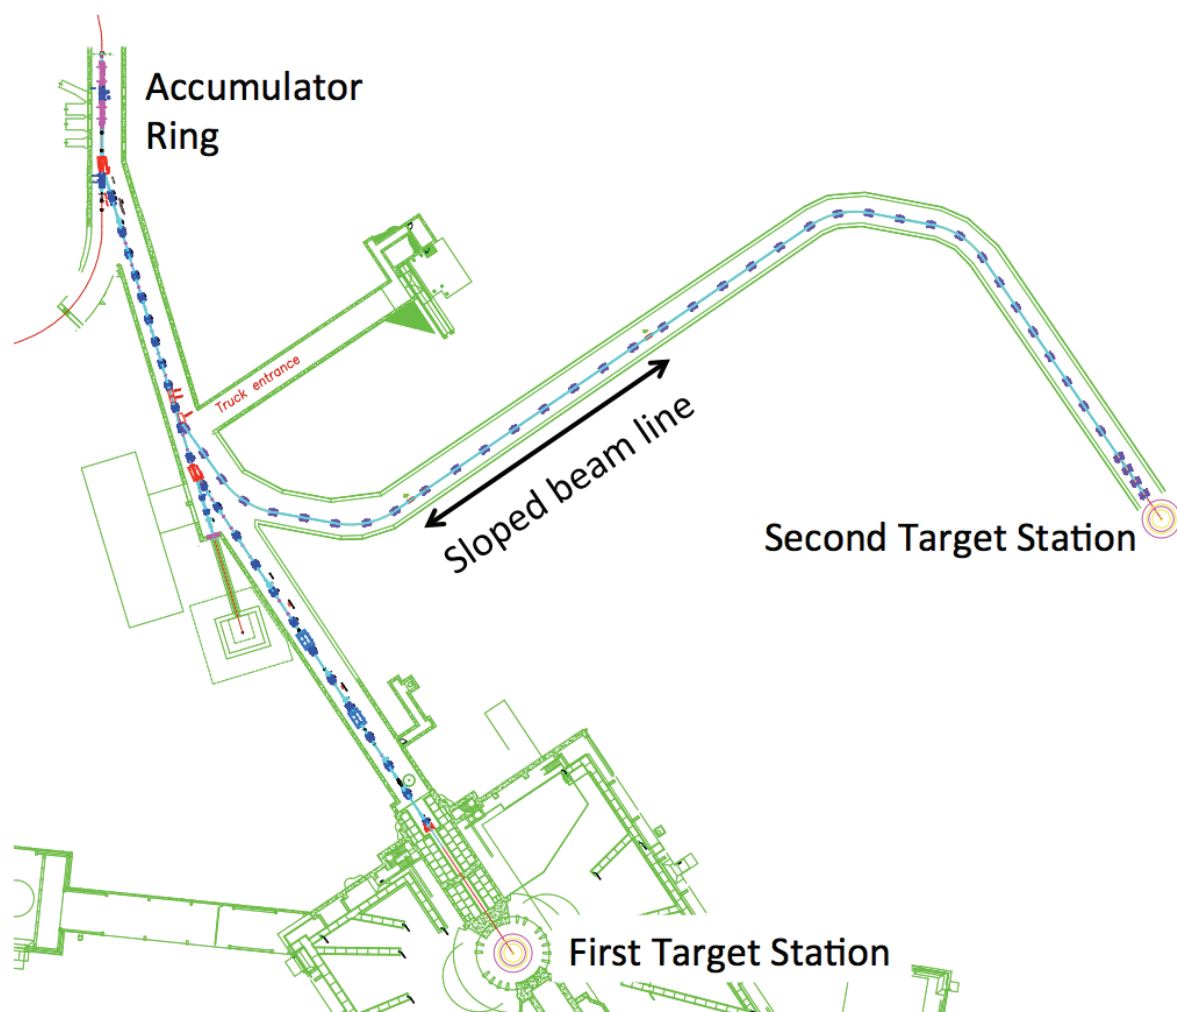 Accumulator
Ring
Truck entrance
Sloped beam line
Second Target Station
First Target Station